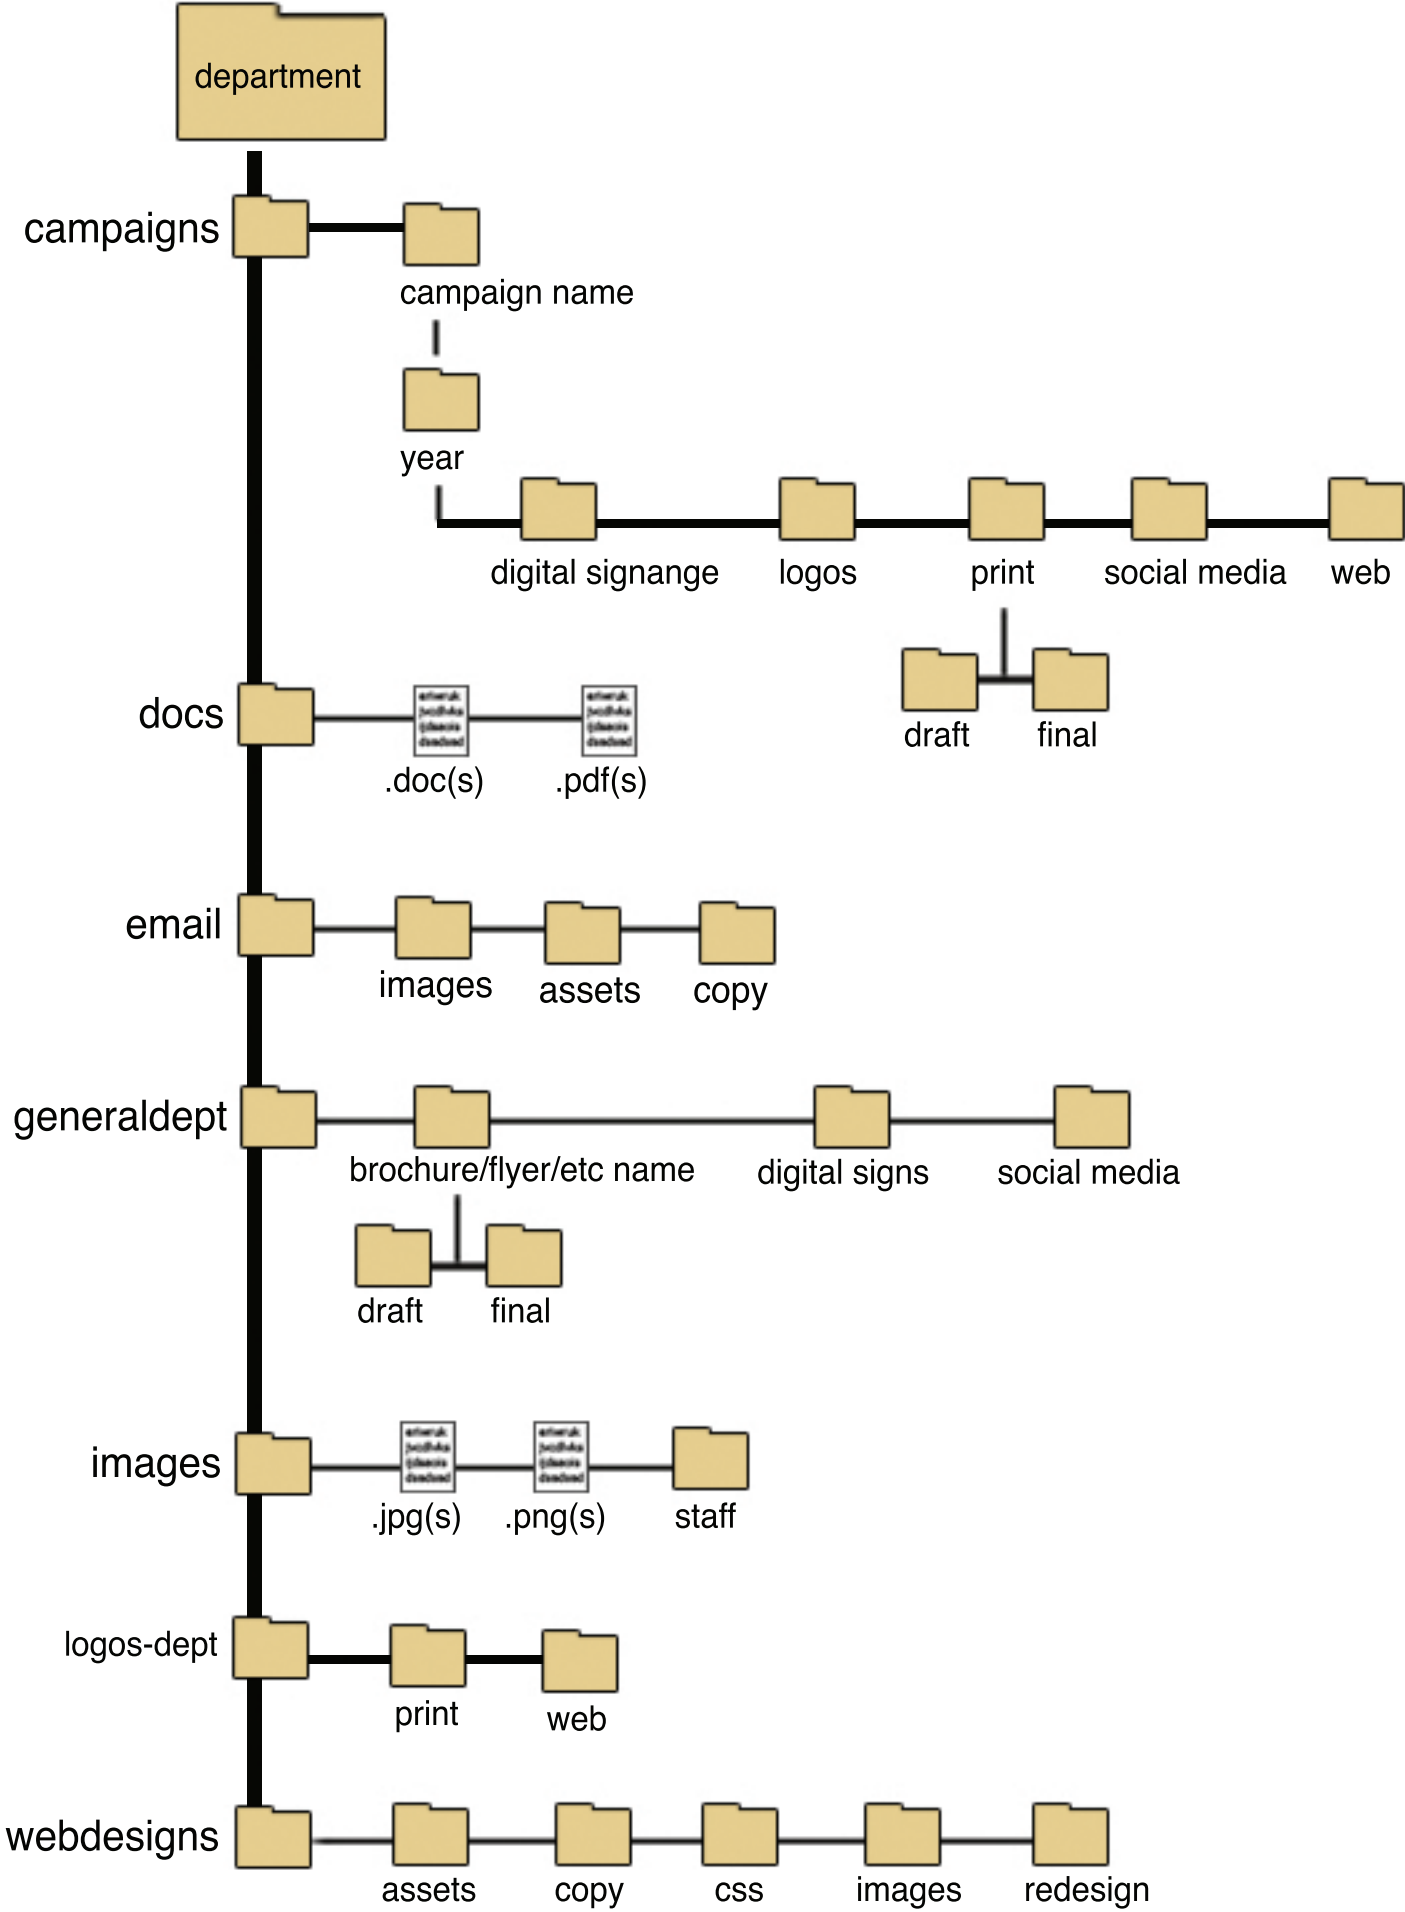 department
campaigns
campaign name
year
digital signange
logos
print
social media
web
draft
final
docs
.doc(s)
.pdf(s)
email
images
assets
copy
generaldept
brochure/flyer/etc name
digital signs
social media
draft
final
images
.jpg(s)
.png(s)
staff
logos-dept
print
web
webdesigns
assets
copy
css
images
redesign